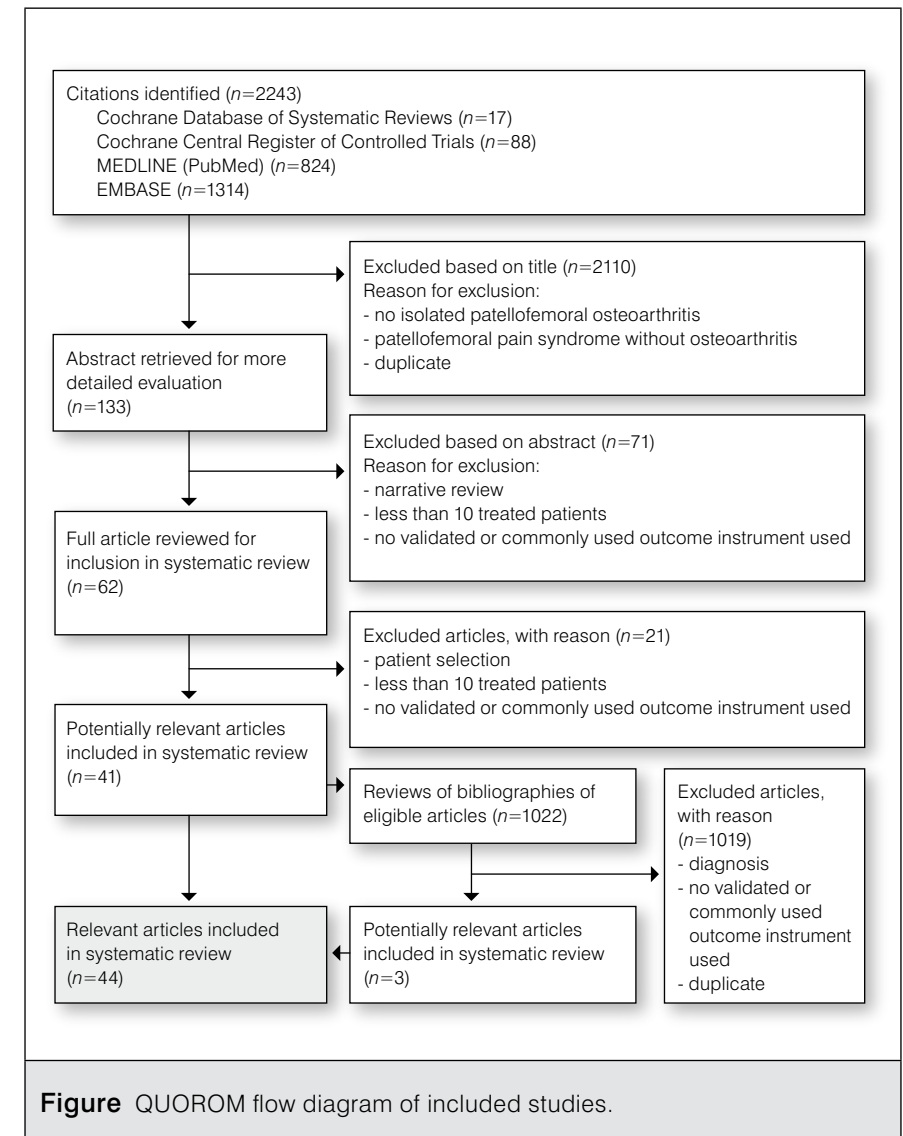 Citations identified (n=2243)
Cochrane Database of Systematic Reviews (n=17)
Cochrane Central Register of Controlled Trials (n=88)
MEDLINE (PubMed) (n=824)
EMBASE (n=1314)
Excluded based on title (n=2110)
Reason for exclusion:
- no isolated patellofemoral osteoarthritis
- patellofemoral pain syndrome without osteoarthritis
- duplicate
Abstract retrieved for more
detailed evaluation
(n=133)
Excluded based on abstract (n=71)
Reason for exclusion:
- narrative review
- less than 10 treated patients
- no validated or commonly used outcome instrument used
Full article reviewed for
inclusion in systematic review
(n=62)
Excluded articles, with reason (n=21)
- patient selection
- less than 10 treated patients
- no validated or commonly used outcome instrument used
Potentially relevant articles
included in systematic review
(n=41)
Reviews of bibliographies of
eligible articles (n=1022)
Excluded articles,
with reason
(n=1019)
- diagnosis
- no validated or
commonly used
outcome instrument
used
- duplicate
Relevant articles included
in systematic review
(n=44)
Potentially relevant articles
included in systematic review
(n=3)
Figure QUOROM flow diagram of included studies.